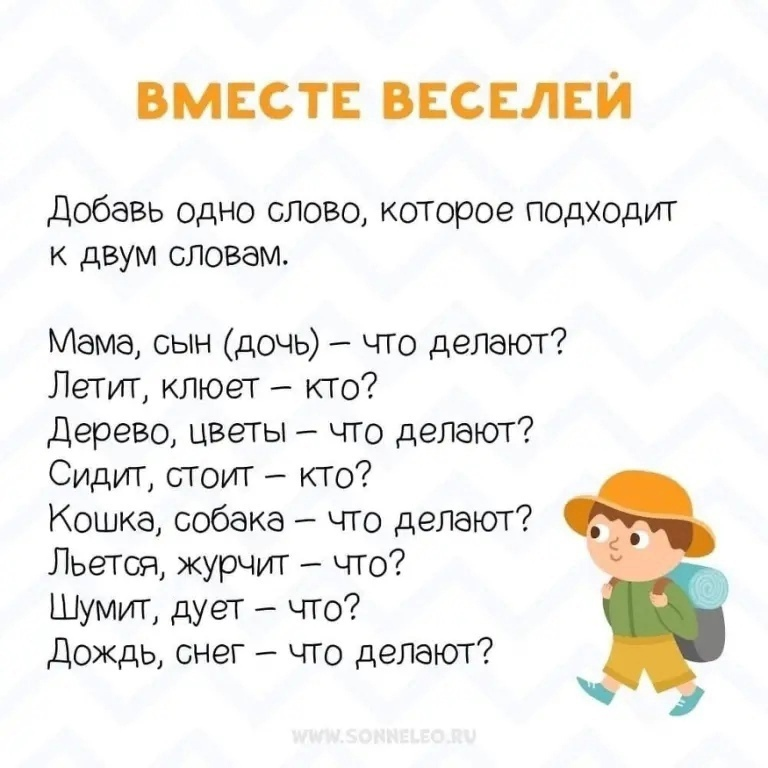 ВМЕСТЕ ВЕСЕЛЕЙ
Добавь одно слово, которое подходит
к двум словам.
Мама, сын (дочь) – что делают?
Летит, клюет – кто?
Дерево, цветы – что делают?
Сидит, стоит – кто?
Кошка, собака – что делают?
Льется, журчит – что?
Шумит, дует – что?
Дождь, снег – что делают?
WWW.SONNELEO.RU